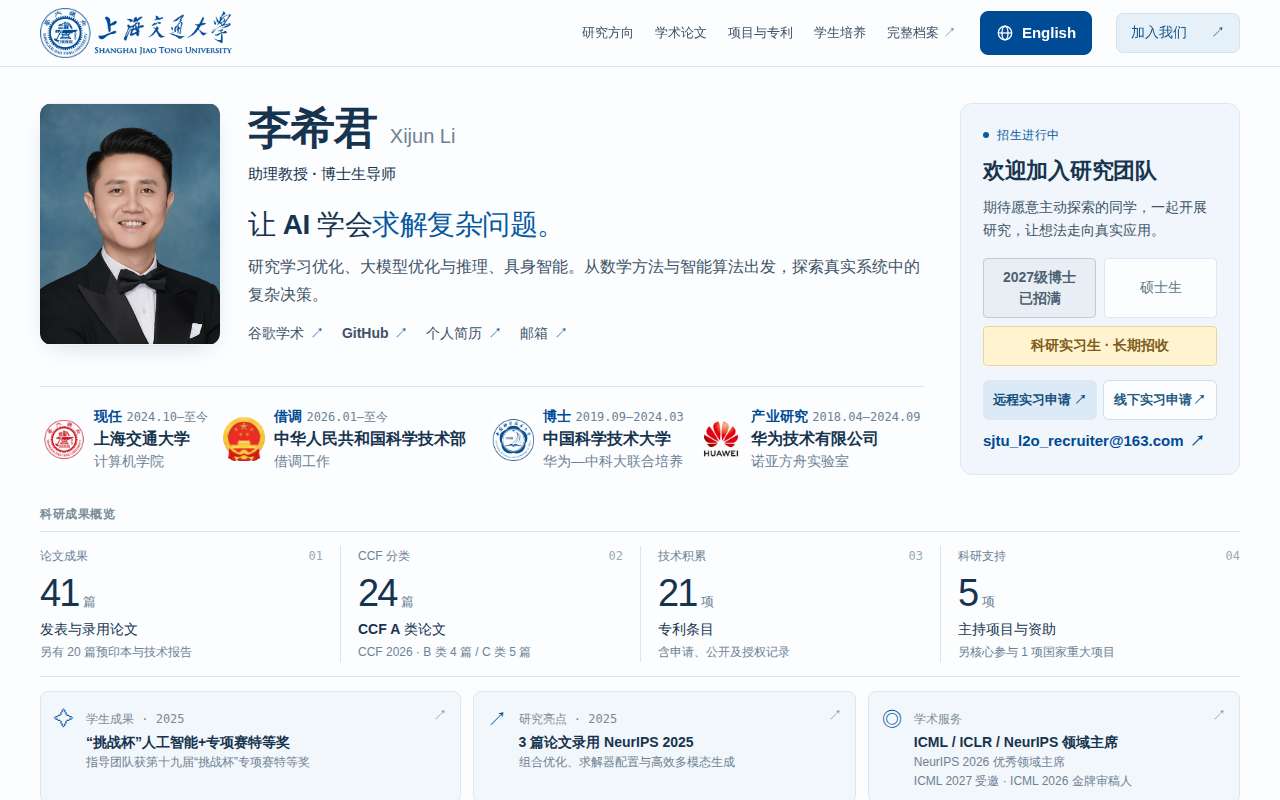 上海交通大学
SHANGHAI JIAO TONG UNIVERSITY
研究方向
学术论文
项目与专利
学生培养
完整档案 ↗
English
加入我们 ↗
李希君 Xijun Li
助理教授 · 博士生导师
让 AI 学会求解复杂问题。
研究学习优化、大模型优化与推理、具身智能。从数学方法与智能算法出发，探索真实系统中的
复杂决策。
谷歌学术 ↗ GitHub ↗ 个人简历 ↗ 邮箱 ↗
招生进行中
欢迎加入研究团队
期待愿意主动探索的同学，一起开展
研究，让想法走向真实应用。
2027级博士
已招满
硕士生
科研实习生 · 长期招收
远程实习申请 ↗
线下实习申请 ↗
sjtu_l2o_recruiter@163.com ↗
现任 2024.10—至今
上海交通大学
计算机学院
借调 2026.01—至今
中华人民共和国科学技术部
借调工作
博士 2019.09—2024.03
中国科学技术大学
华为—中科大联合培养
HUAWEI
产业研究 2018.04—2024.09
华为技术有限公司
诺亚方舟实验室
科研成果概览
论文成果 01
41 篇
发表与录用论文
另有 20 篇预印本与技术报告
CCF 分类 02
24 篇
CCF A 类论文
CCF 2026 · B 类 4 篇 / C 类 5 篇
技术积累 03
21 项
专利条目
含申请、公开及授权记录
科研支持 04
5 项
主持项目与资助
另核心参与 1 项国家重大项目
学生成果 · 2025 ↗
“挑战杯”人工智能+专项赛特等奖
指导团队获第十九届“挑战杯”专项赛特等奖
研究亮点 · 2025 ↗
3 篇论文录用 NeurIPS 2025
组合优化、求解器配置与高效多模态生成
学术服务 ↗
ICML / ICLR / NeurIPS 领域主席
NeurIPS 2026 优秀领域主席
ICML 2027 受邀 · ICML 2026 金牌审稿人